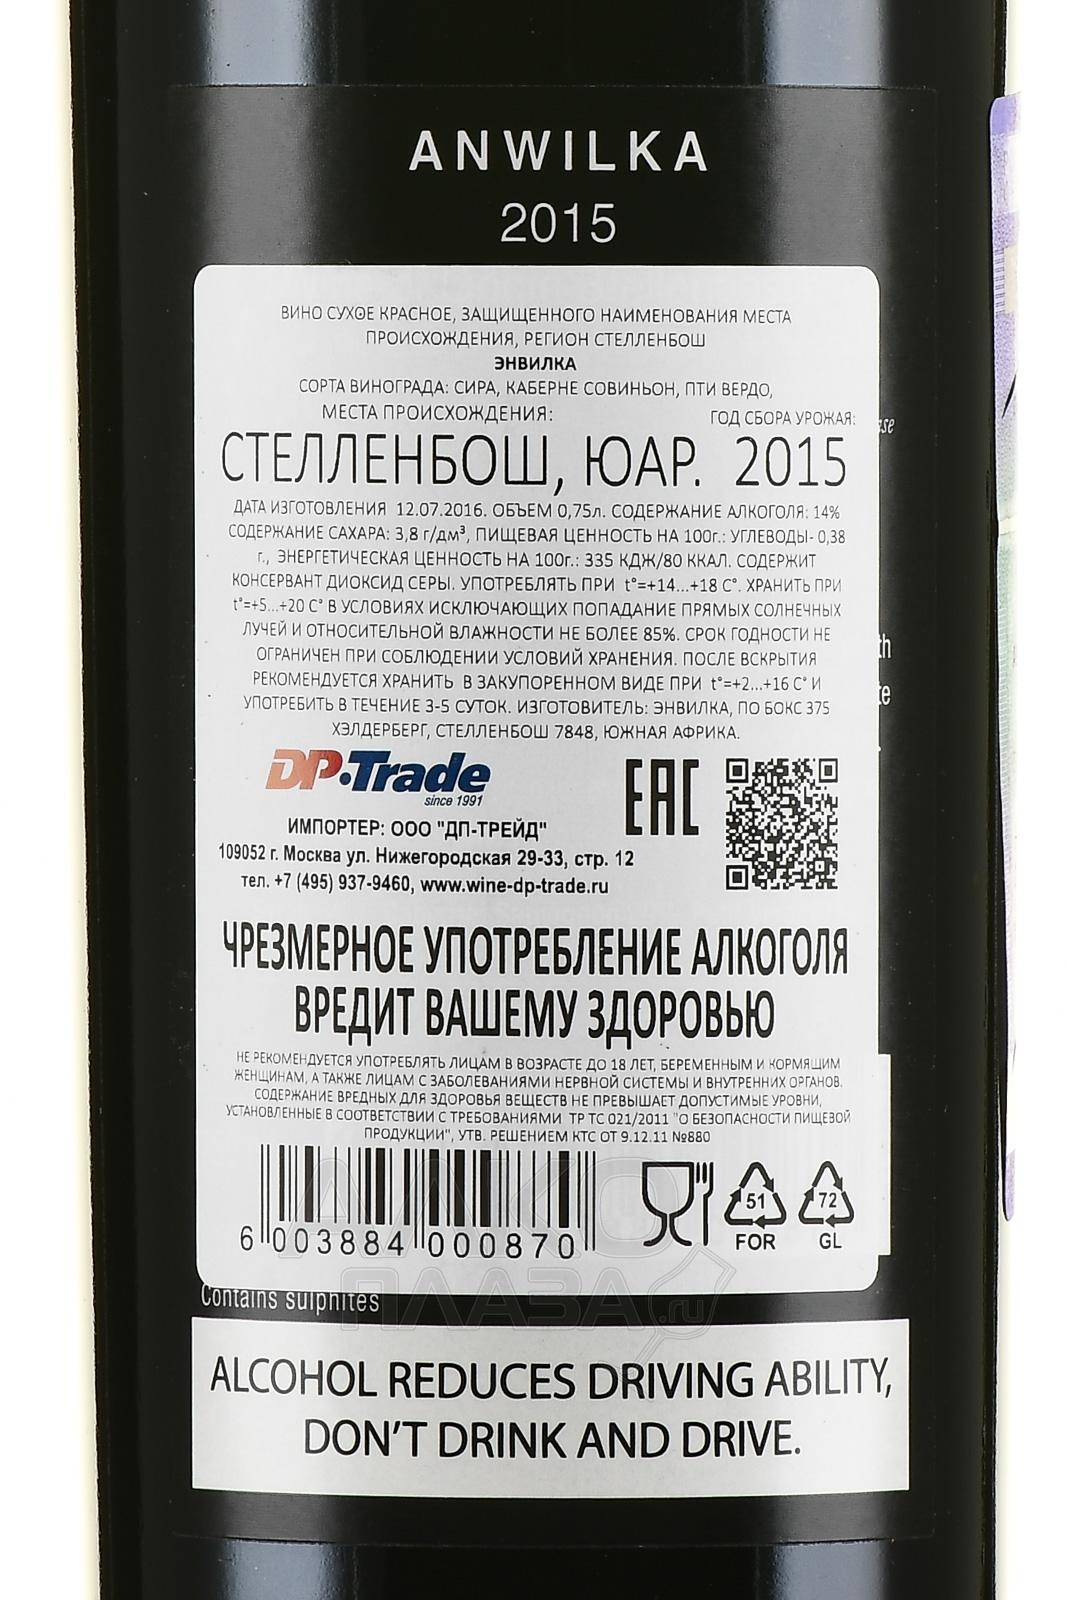 ANWILKA
2015
ВИНО СУХОЕ КРАСНОЕ, ЗАЩИЩЕННОГО НАИМЕНОВАНИЯ МЕСТА
ПРОИСХОЖДЕНИЯ, РЕГИОН СТЕЛЛЕНБОШ
ЭНВИЛКА
СОРТА ВИНОГРАДА: СИРА, КАБЕРНЕ СОВИНЬОН, ПТИ ВЕРДО,
МЕСТА ПРОИСХОЖДЕНИЯ: ГОД СБОРА УРОЖАЯ:
СТЕЛЛЕНБОШ, ЮАР. 2015
ДАТА ИЗГОТОВЛЕНИЯ 12.07.2016. ОБЪЕМ 0,75л. СОДЕРЖАНИЕ АЛКОГОЛЯ: 14%
СОДЕРЖАНИЕ САХАРА: 3,8 г/дм³, ПИЩЕВАЯ ЦЕННОСТЬ НА 100г.: УГЛЕВОДЫ- 0,38
г., ЭНЕРГЕТИЧЕСКАЯ ЦЕННОСТЬ НА 100г.: 335 КДЖ/80 ККАЛ. СОДЕРЖИТ
КОНСЕРВАНТ ДИОКСИД СЕРЫ. УПОТРЕБЛЯТЬ ПРИ t°=+14...+18 C°. ХРАНИТЬ ПРИ
t°=+5...+20 C° В УСЛОВИЯХ ИСКЛЮЧАЮЩИХ ПОПАДАНИЕ ПРЯМЫХ СОЛНЕЧНЫХ
ЛУЧЕЙ И ОТНОСИТЕЛЬНОЙ ВЛАЖНОСТИ НЕ БОЛЕЕ 85%. СРОК ГОДНОСТИ НЕ
ОГРАНИЧЕН ПРИ СОБЛЮДЕНИИ УСЛОВИЙ ХРАНЕНИЯ. ПОСЛЕ ВСКРЫТИЯ
РЕКОМЕНДУЕТСЯ ХРАНИТЬ В ЗАКУПОРЕННОМ ВИДЕ ПРИ t°=+2...+16 C° И
УПОТРЕБИТЬ В ТЕЧЕНИЕ 3-5 СУТОК. ИЗГОТОВИТЕЛЬ: ЭНВИЛКА, ПО БОКС 375
ХЭЛДЕРБЕРГ, СТЕЛЛЕНБОШ 7848, ЮЖНАЯ АФРИКА.
DP·Trade
since 1991
EAC
ИМПОРТЕР: ООО "ДП-ТРЕЙД"
109052 г. Москва ул. Нижегородская 29-33, стр. 12
тел. +7 (495) 937-9460, www.wine-dp-trade.ru
ЧРЕЗМЕРНОЕ УПОТРЕБЛЕНИЕ АЛКОГОЛЯ
ВРЕДИТ ВАШЕМУ ЗДОРОВЬЮ
НЕ РЕКОМЕНДУЕТСЯ УПОТРЕБЛЯТЬ ЛИЦАМ В ВОЗРАСТЕ ДО 18 ЛЕТ, БЕРЕМЕННЫМ И КОРМЯЩИМ
ЖЕНЩИНАМ, А ТАКЖЕ ЛИЦАМ С ЗАБОЛЕВАНИЯМИ НЕРВНОЙ СИСТЕМЫ И ВНУТРЕННИХ ОРГАНОВ.
СОДЕРЖАНИЕ ВРЕДНЫХ ДЛЯ ЗДОРОВЬЯ ВЕЩЕСТВ НЕ ПРЕВЫШАЕТ ДОПУСТИМЫЕ УРОВНИ,
УСТАНОВЛЕННЫЕ В СООТВЕТСТВИИ С ТРЕБОВАНИЯМИ ТР ТС 021/2011 "О БЕЗОПАСНОСТИ ПИЩЕВОЙ
ПРОДУКЦИИ", УТВ. РЕШЕНИЕМ КТС ОТ 9.12.11 №880
51 72
FOR GL
6 003884 000870
АЛКО
ПЛАЗА.ru
Contains sulphites
ALCOHOL REDUCES DRIVING ABILITY,
DON'T DRINK AND DRIVE.